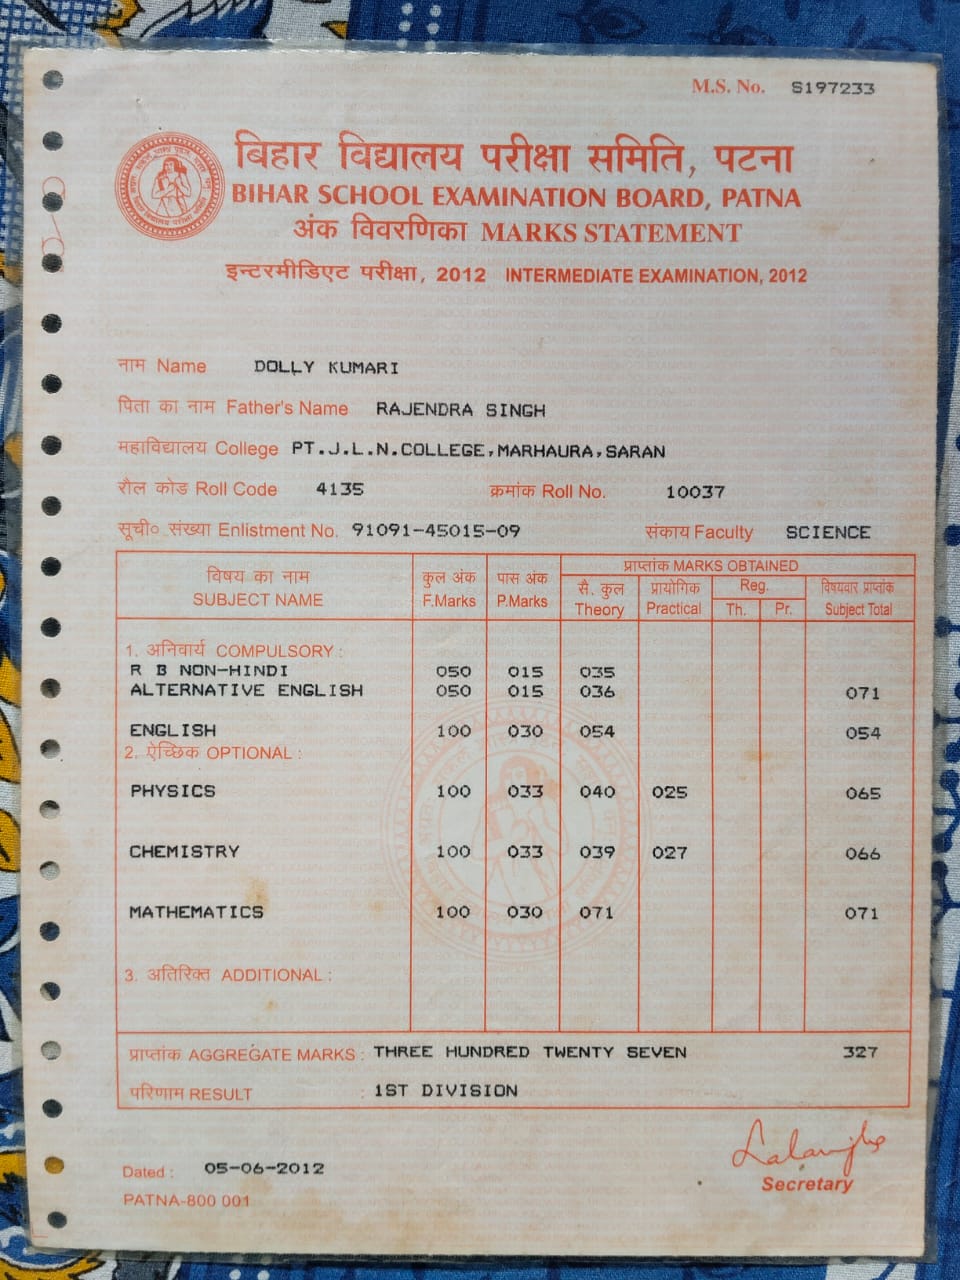 M.S. No. S197233
बिहार विद्यालय परीक्षा समिति, पटना
BIHAR SCHOOL EXAMINATION BOARD, PATNA
अंक विवरणिका MARKS STATEMENT
इन्टरमीडिएट परीक्षा, 2012 INTERMEDIATE EXAMINATION, 2012
नाम Name DOLLY KUMARI
पिता का नाम Father's Name RAJENDRA SINGH
महाविद्यालय College PT.J.L.N.COLLEGE,MARHAURA,SARAN
रौल कोड Roll Code 4135 क्रमांक Roll No. 10037
सूची० संख्या Enlistment No. 91091-45015-09 संकाय Faculty SCIENCE
विषय का नाम कुल अंक पास अंक प्राप्तांक MARKS OBTAINED
SUBJECT NAME F.Marks P.Marks सै. कुल प्रायोगिक Reg. विषयवार प्राप्तांक
Theory Practical Th. Pr. Subject Total
1. अनिवार्य COMPULSORY :
R B NON-HINDI 050 015 035
ALTERNATIVE ENGLISH 050 015 036 071
ENGLISH 100 030 054 054
2. ऐच्छिक OPTIONAL :
PHYSICS 100 033 040 025 065
CHEMISTRY 100 033 039 027 066
MATHEMATICS 100 030 071 071
3. अतिरिक्त ADDITIONAL :
प्राप्तांक AGGREGATE MARKS : THREE HUNDRED TWENTY SEVEN 327
परिणाम RESULT : 1ST DIVISION
Dated : 05-06-2012
Secretary
PATNA-800 001